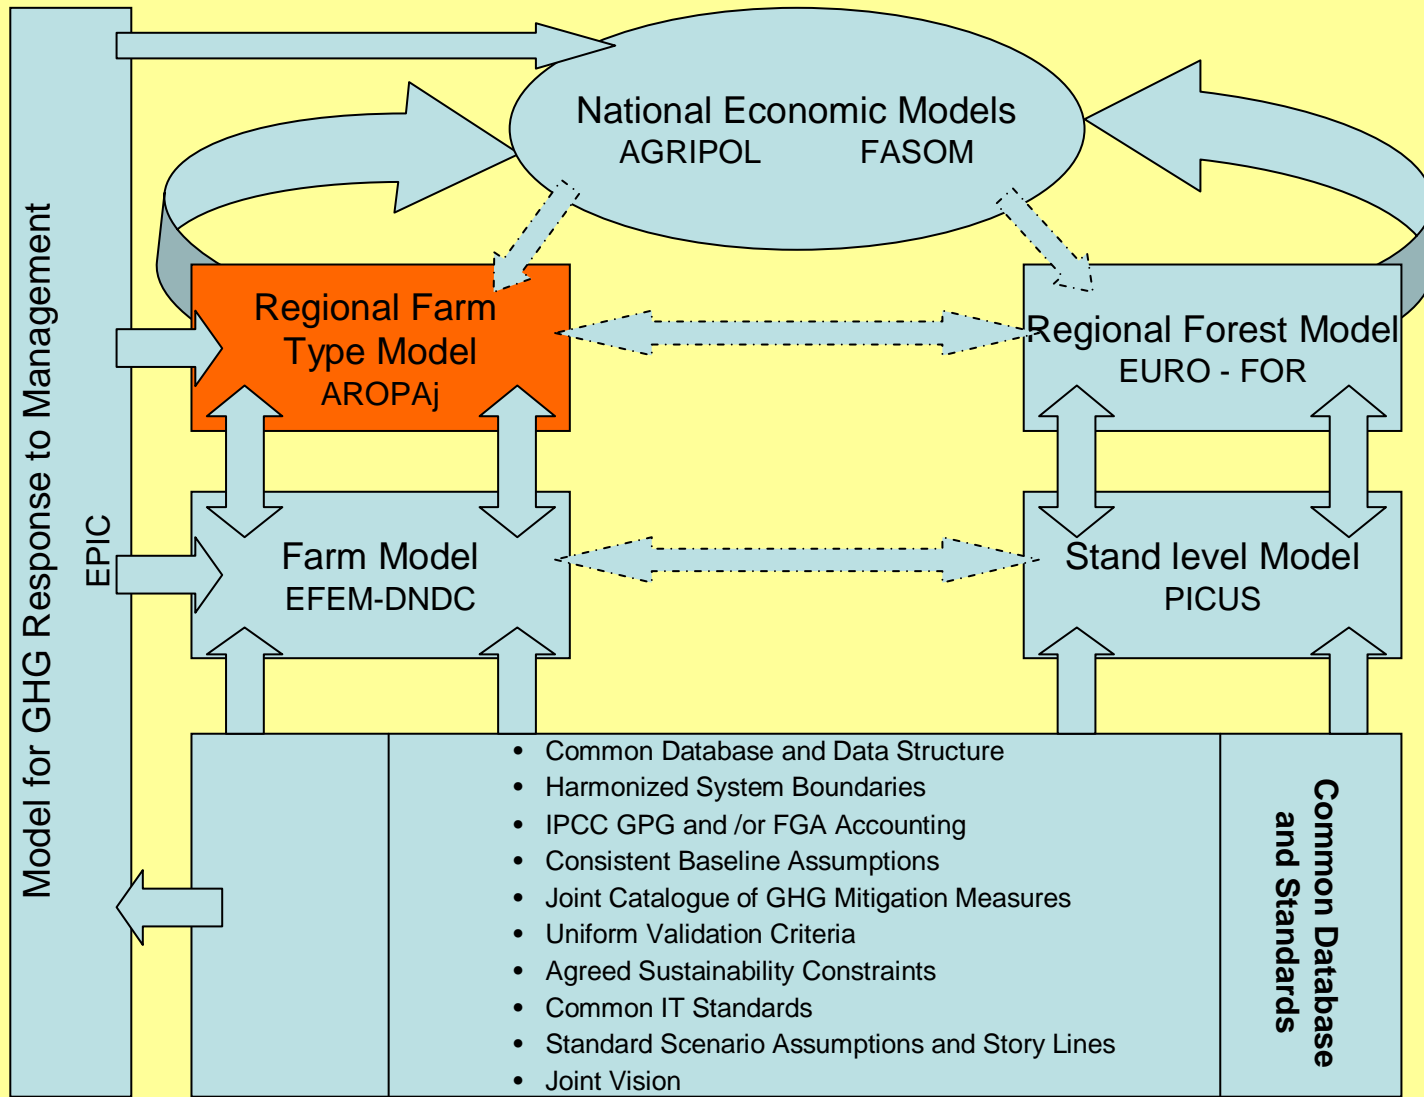 Model for GHG Response to Management
EPIC
National Economic Models
AGRIPOL FASOM
Regional Farm
Type Model
AROPAj
Regional Forest Model
EURO - FOR
Farm Model
EFEM-DNDC
Stand level Model
PICUS
• Common Database and Data Structure
• Harmonized System Boundaries
• IPCC GPG and /or FGA Accounting
• Consistent Baseline Assumptions
• Joint Catalogue of GHG Mitigation Measures
• Uniform Validation Criteria
• Agreed Sustainability Constraints
• Common IT Standards
• Standard Scenario Assumptions and Story Lines
• Joint Vision
Common Database
and Standards